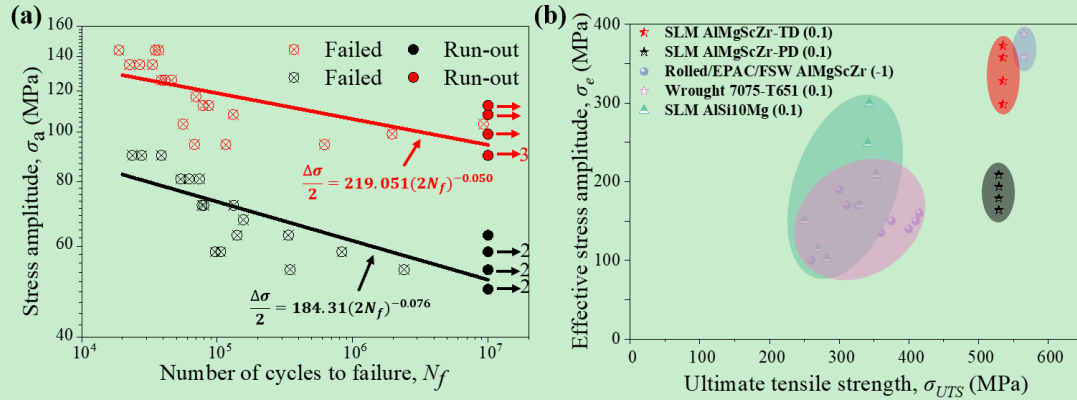 (a)
160
140
120
100
80
60
40
Stress amplitude, σa (MPa)
Failed
Run-out
Failed
Run-out
3
2
2
2
Δσ/2 = 219.051(2Nf)^−0.050
Δσ/2 = 184.31(2Nf)^−0.076
10^4
10^5
10^6
10^7
Number of cycles to failure, Nf
(b)
400
300
200
100
0
Effective stress amplitude, σe (MPa)
SLM AlMgScZr-TD (0.1)
SLM AlMgScZr-PD (0.1)
Rolled/EPAC/FSW AlMgScZr (-1)
Wrought 7075-T651 (0.1)
SLM AlSi10Mg (0.1)
0
100
200
300
400
500
600
Ultimate tensile strength, σUTS (MPa)